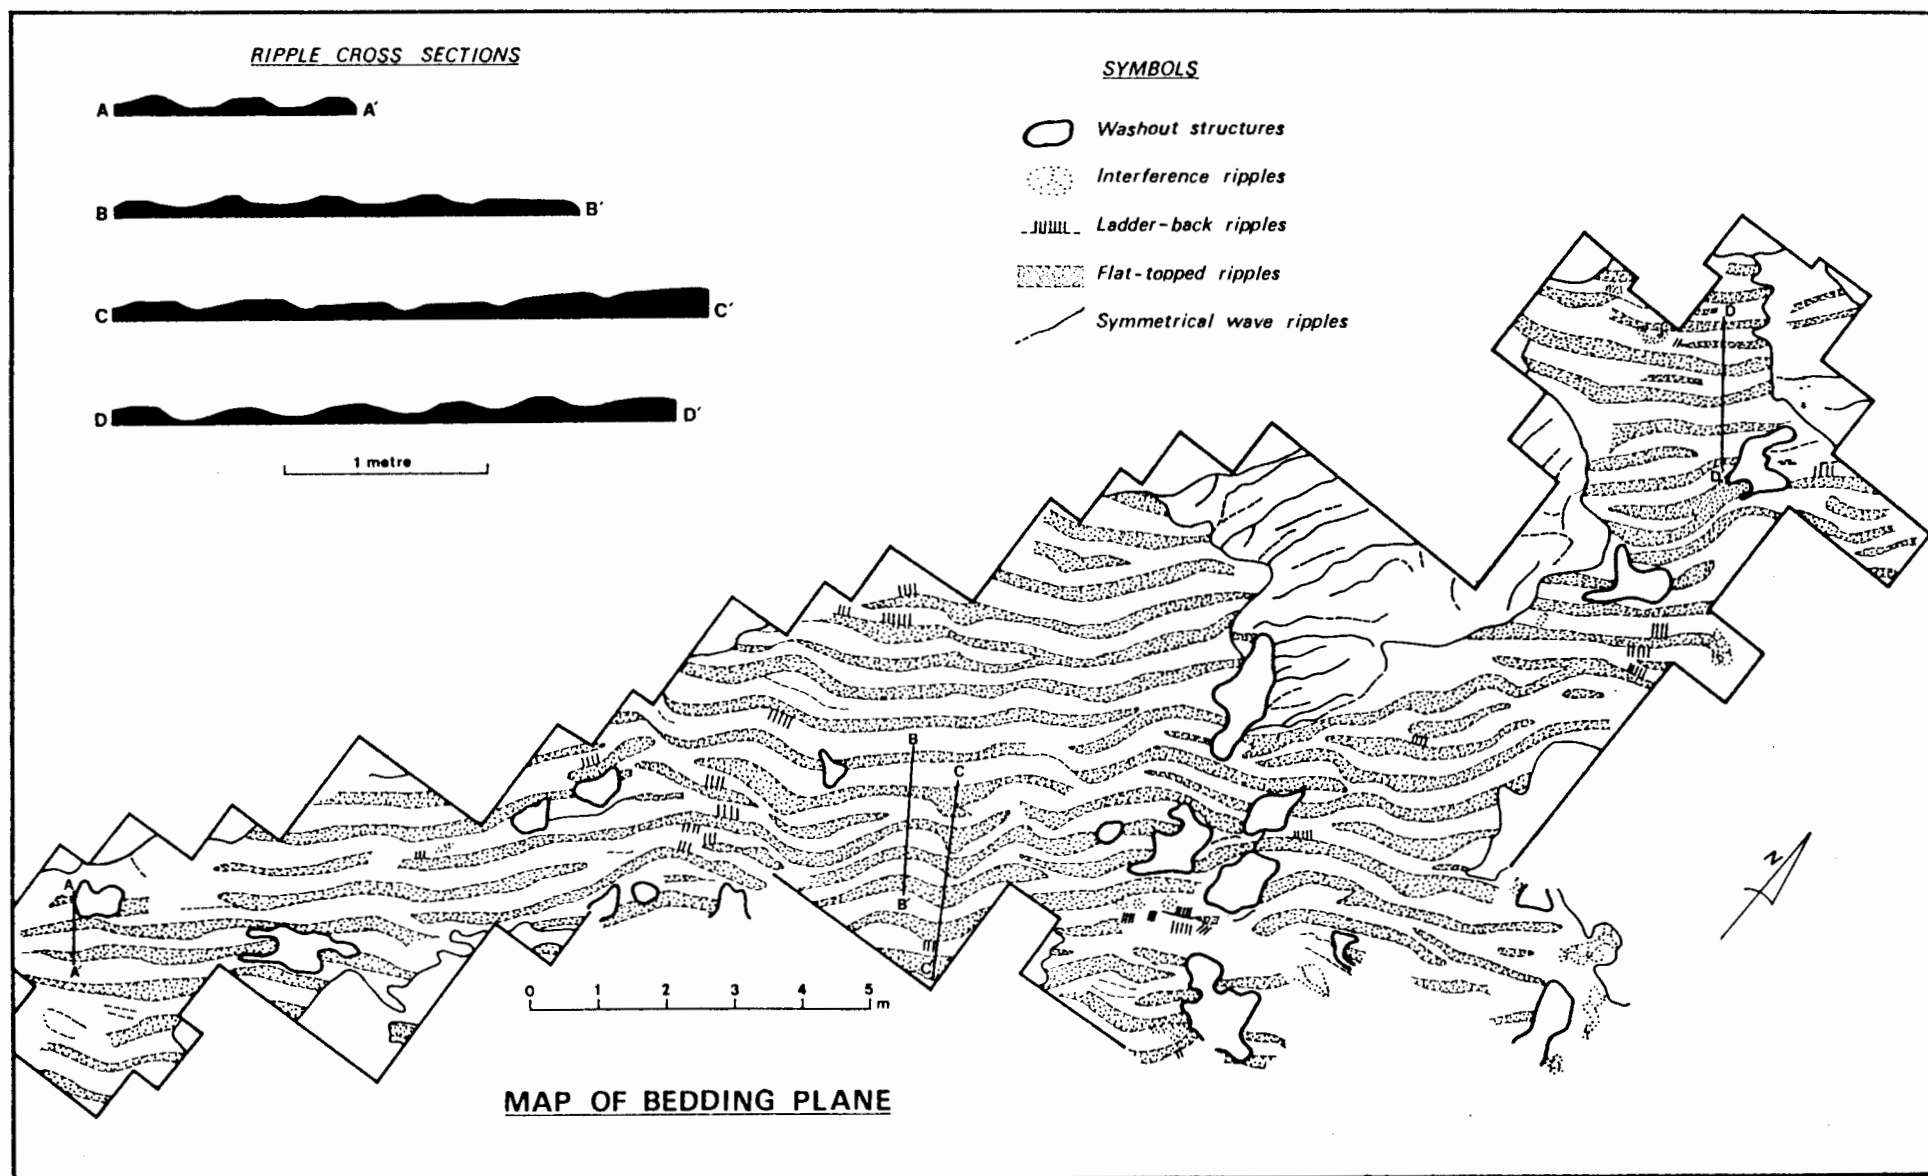 RIPPLE CROSS SECTIONS
A A′
B B′
C C′
D D′
1 metre
SYMBOLS
Washout structures
Interference ripples
Ladder-back ripples
Flat-topped ripples
Symmetrical wave ripples
D
D
B
C
A
B′
A′
C′
N
0 1 2 3 4 5 m
MAP OF BEDDING PLANE